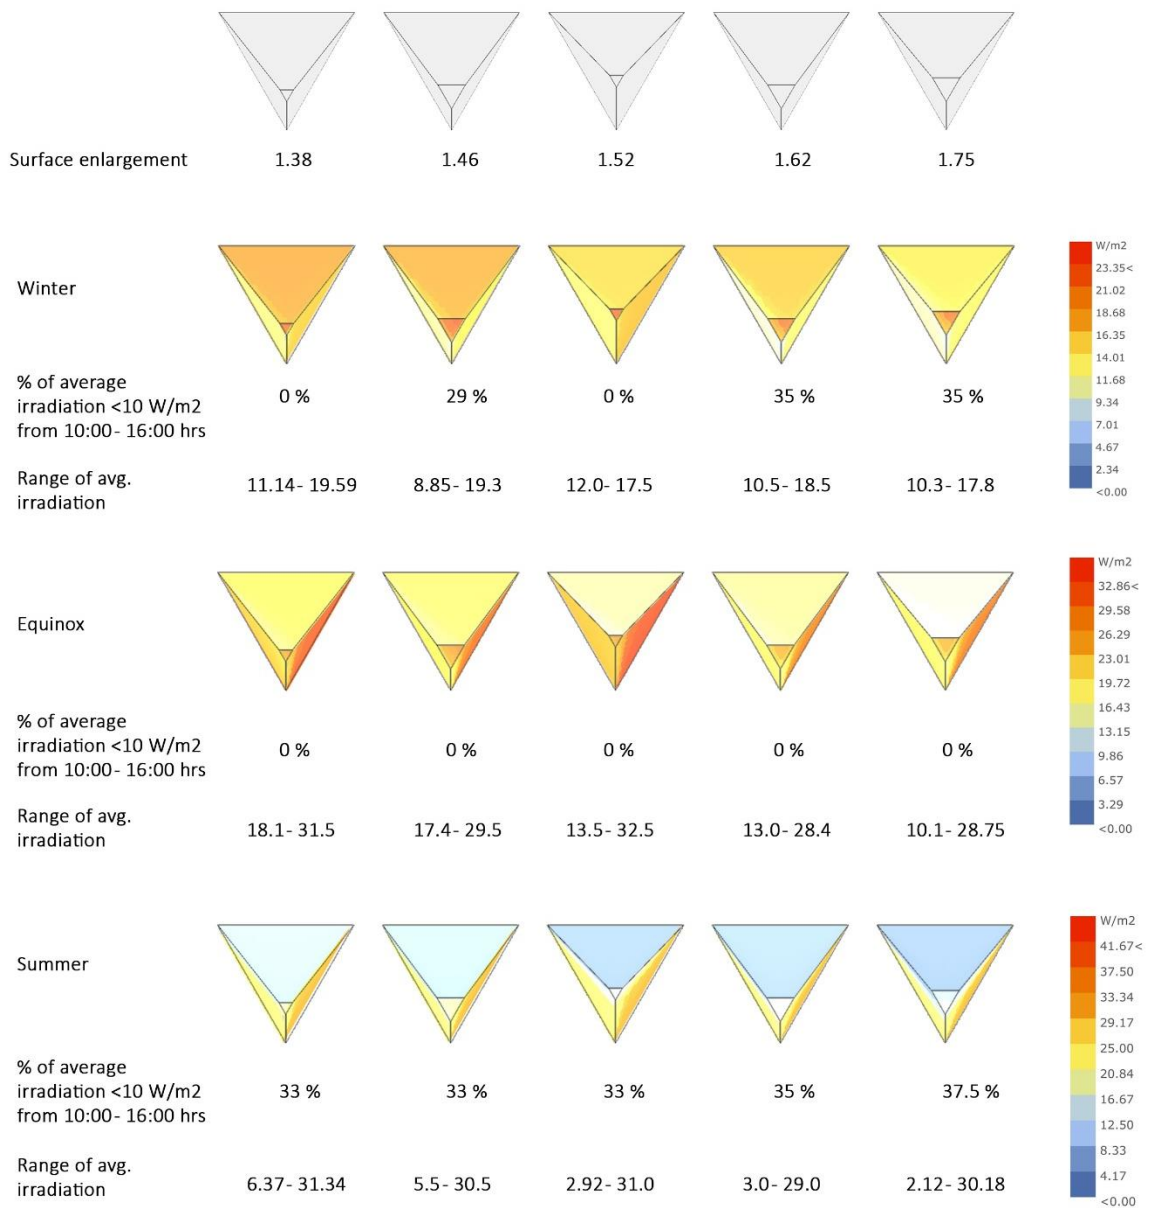 Surface enlargement 1.38 1.46 1.52 1.62 1.75
Winter
% of average
irradiation <10 W/m2
from 10:00- 16:00 hrs
0 % 29 % 0 % 35 % 35 %
Range of avg.
irradiation
11.14- 19.59 8.85- 19.3 12.0- 17.5 10.5- 18.5 10.3- 17.8
W/m2
23.35<
21.02
18.68
16.35
14.01
11.68
9.34
7.01
4.67
2.34
<0.00
Equinox
% of average
irradiation <10 W/m2
from 10:00- 16:00 hrs
0 % 0 % 0 % 0 % 0 %
Range of avg.
irradiation
18.1- 31.5 17.4- 29.5 13.5- 32.5 13.0- 28.4 10.1- 28.75
W/m2
32.86<
29.58
26.29
23.01
19.72
16.43
13.15
9.86
6.57
3.29
<0.00
Summer
% of average
irradiation <10 W/m2
from 10:00- 16:00 hrs
33 % 33 % 33 % 35 % 37.5 %
Range of avg.
irradiation
6.37- 31.34 5.5- 30.5 2.92- 31.0 3.0- 29.0 2.12- 30.18
W/m2
41.67<
37.50
33.34
29.17
25.00
20.84
16.67
12.50
8.33
4.17
<0.00